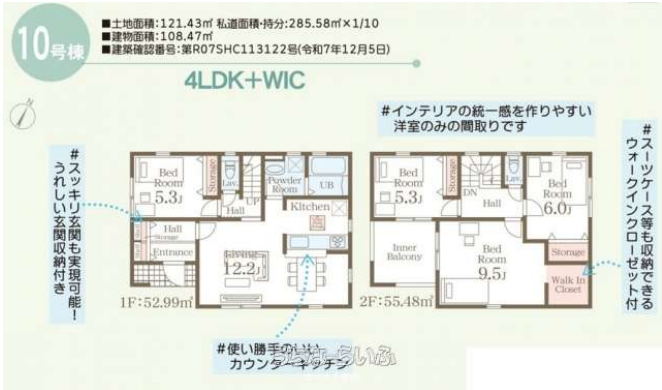 10号棟
■土地面積:121.43㎡ 私道面積・持分:285.58㎡×1/10
■建物面積:108.47㎡
■建築確認番号:第R07SHC113122号(令和7年12月5日)
4LDK+WIC
#インテリアの統一感を作りやすい
洋室のみの間取りです
#スッキリ玄関も実現可能!
うれしい玄関収納付き
#スーツケース等も収納できる
ウォークインクローゼット付
Bed
Room
5.3J
Storage
Lav.
Hall
UP
Powder
Room
UB
Kitchen
Hall
Storage
Entrance
Living
12.2J
1F:52.99㎡
Bed
Room
5.3J
Storage
DN
Lav.
Hall
Bed
Room
6.0J
Inner
Balcony
Bed
Room
9.5J
Storage
Walk In
Closet
2F:55.48㎡
#使い勝手のいい
カウンターキッチン